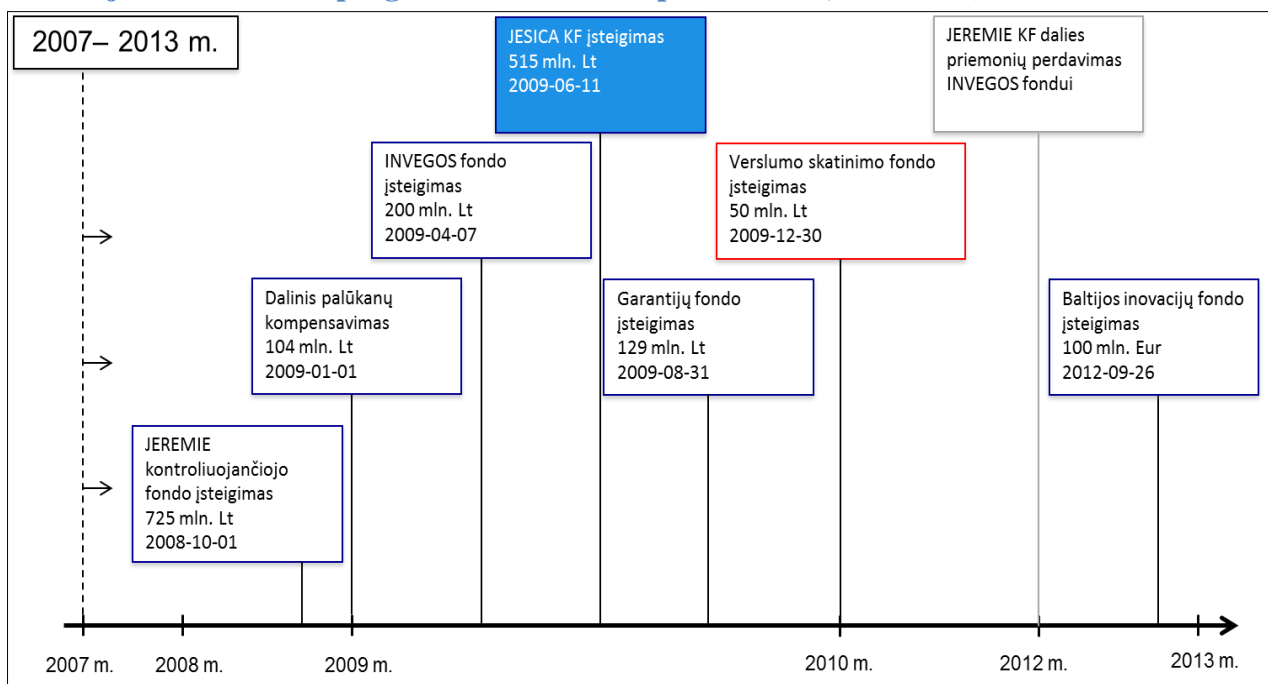 2007– 2013 m.
JESICA KF įsteigimas
515 mln. Lt
2009-06-11
JEREMIE KF dalies
priemonių perdavimas
INVEGOS fondui
INVEGOS fondo
įsteigimas
200 mln. Lt
2009-04-07
Verslumo skatinimo fondo
įsteigimas
50 mln. Lt
2009-12-30
Dalinis palūkanų
kompensavimas
104 mln. Lt
2009-01-01
Garantijų fondo
įsteigimas
129 mln. Lt
2009-08-31
Baltijos inovacijų fondo
įsteigimas
100 mln. Eur
2012-09-26
JEREMIE
kontroliuojančiojo
fondo įsteigimas
725 mln. Lt
2008-10-01
2007 m.
2008 m.
2009 m.
2010 m.
2012 m.
2013 m.